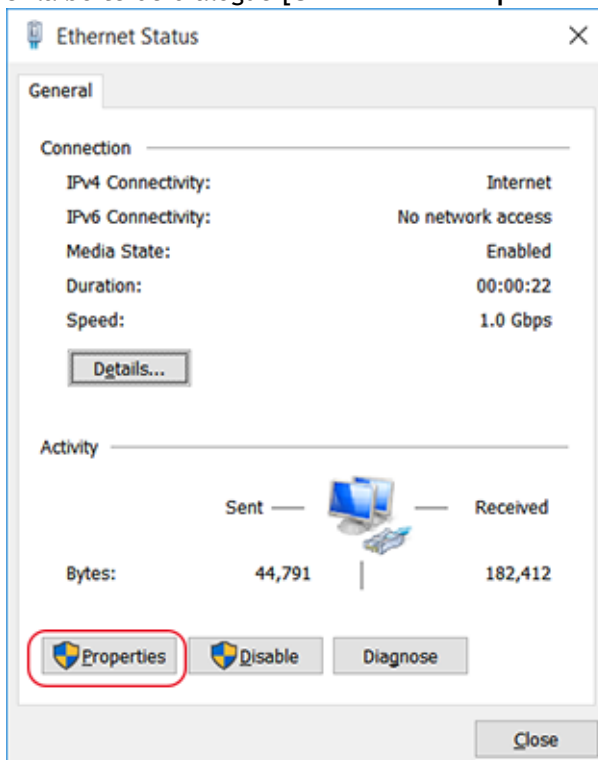 Ethernet Status
General
Connection
IPv4 Connectivity: Internet
IPv6 Connectivity: No network access
Media State: Enabled
Duration: 00:00:22
Speed: 1.0 Gbps
Details...
Activity
Sent — Received
Bytes: 44,791 182,412
Properties Disable Diagnose
Close